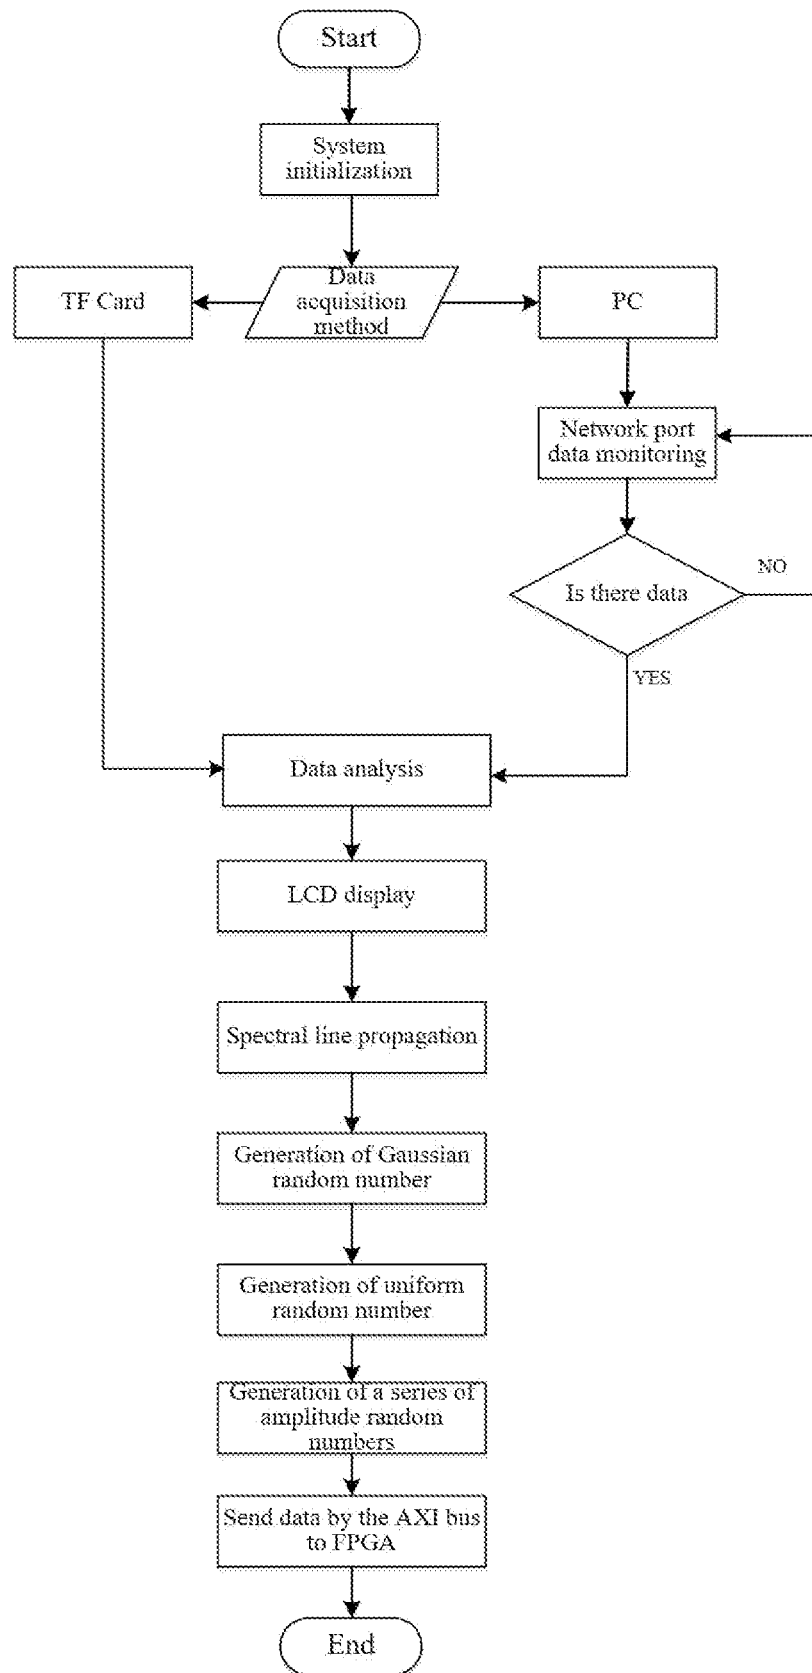 Start
System
initialization
TF Card
Data
acquisition
method
PC
Network port
data monitoring
Is there data
NO
YES
Data analysis
LCD display
Spectral line propagation
Generation of Gaussian
random number
Generation of uniform
random number
Generation of a series of
amplitude random
numbers
Send data by the AXI bus
to FPGA
End